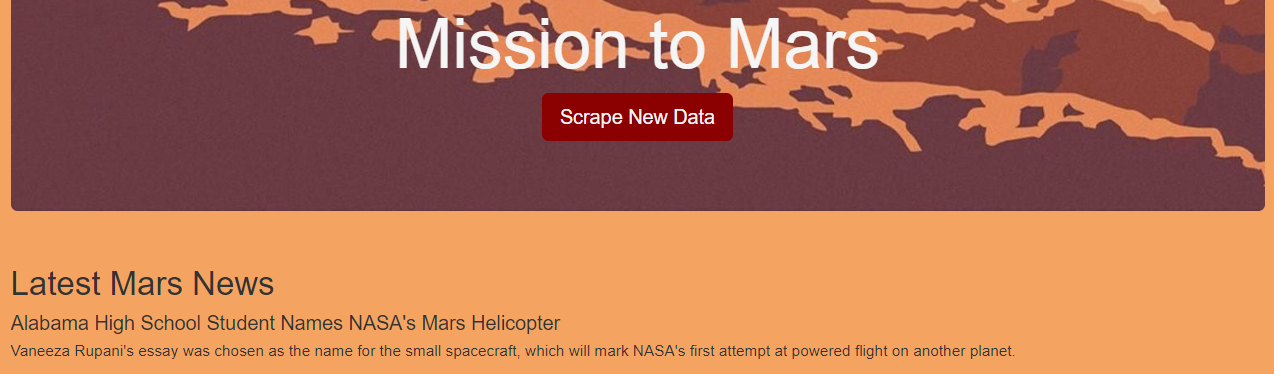 Mission to Mars
Scrape New Data
Latest Mars News
Alabama High School Student Names NASA's Mars Helicopter
Vaneeza Rupani's essay was chosen as the name for the small spacecraft, which will mark NASA's first attempt at powered flight on another planet.